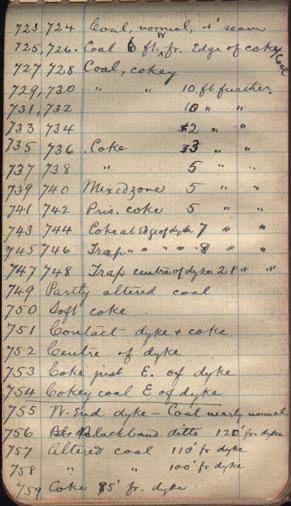 723 724 Coal, normal, 4' seam
725, 726. Coal 6 ft. W fr. Edge of coke/Coal
727 728 Coal, cokey
729, 730 " " 10 ft further
731, 732 10 " "
733 734 2 " "
735 736 Coke 3 " "
737 738 " 5 " "
739 740 Mixed zone 5 " "
741 742 Pris. coke 5 " "
743 744 Coke at Edge of dyke 7 " "
745 746 Trap " " " 8 " "
747 748 Trap centre of dyke 21 " "
749 Partly altered coal
750 Soft coke
751 Contact - dyke + coke
752 Centre of dyke
753 Coke just E. of dyke
754 Cokey coal E of dyke
755 W. End dyke - Coal nearly normal
756 Blackband ditto 120' fr. dyke
757 Altered coal 110' fr dyke
758 " " 100' fr dyke
759 Coke 85' fr. dyke